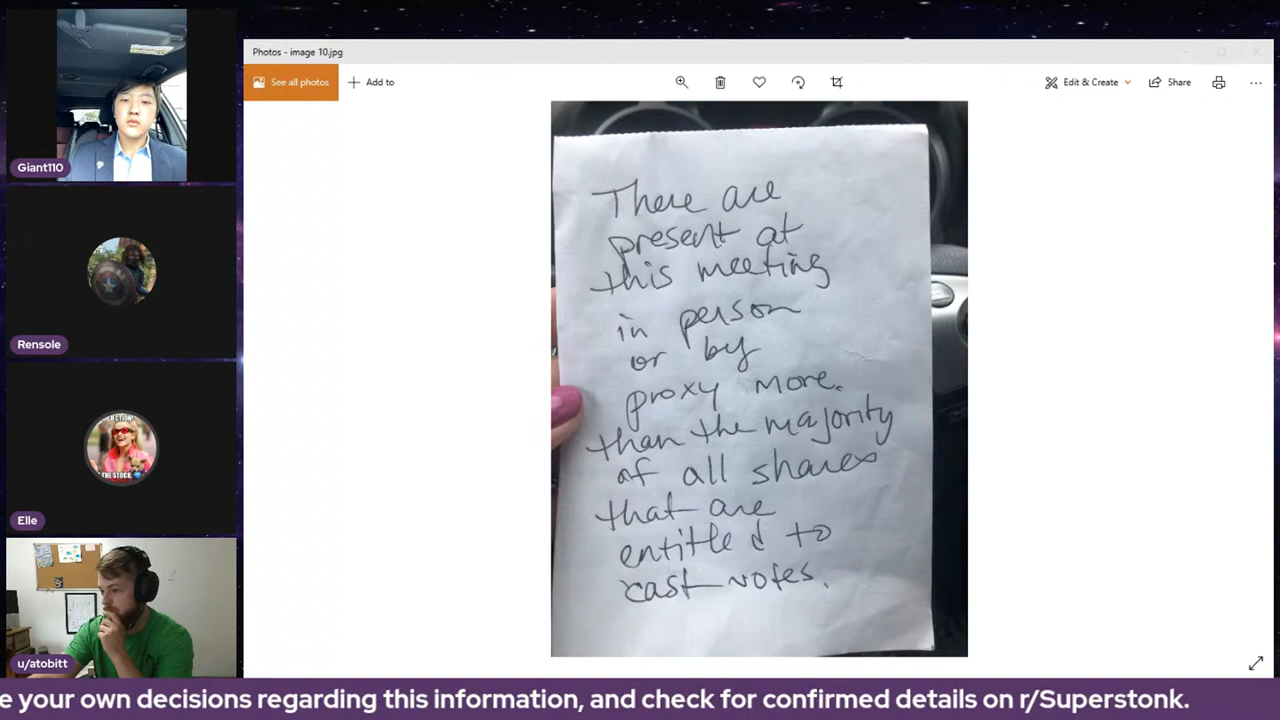 Photos - image 10.jpg
See all photos
Add to
Edit & Create
Share
Giant110
Rensole
THE STOCK
Elle
u/atobitt
There are
present at
this meeting
in person
or by
proxy more.
than the majority
of all shares
that are
entitled to
cast votes.
e your own decisions regarding this information, and check for confirmed details on r/Superstonk.